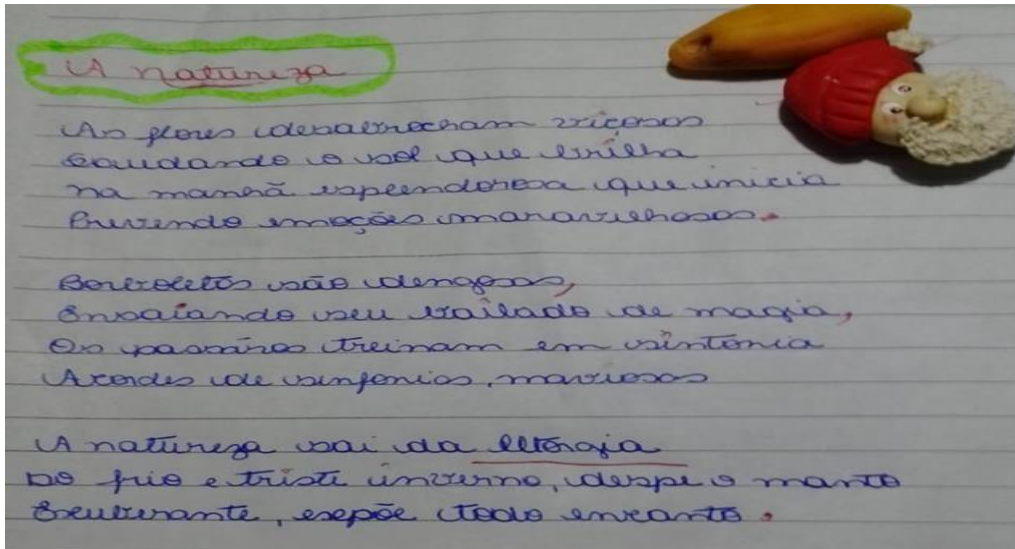 A natureza
As flores desabrocham viçosas
Saudando o sol que brilha
na manhã esplendorosa que inicia
Prevendo emoções maravilhosas.
Borboletas são dengosas,
Ensaiando seu bailado de magia,
Os passáros treinam em sintonia
Acordes de sinfonias, maviosas
A natureza sai da letargia
Do frio e triste inverno, despe o manto
Exuberante, expõe todo encanto.